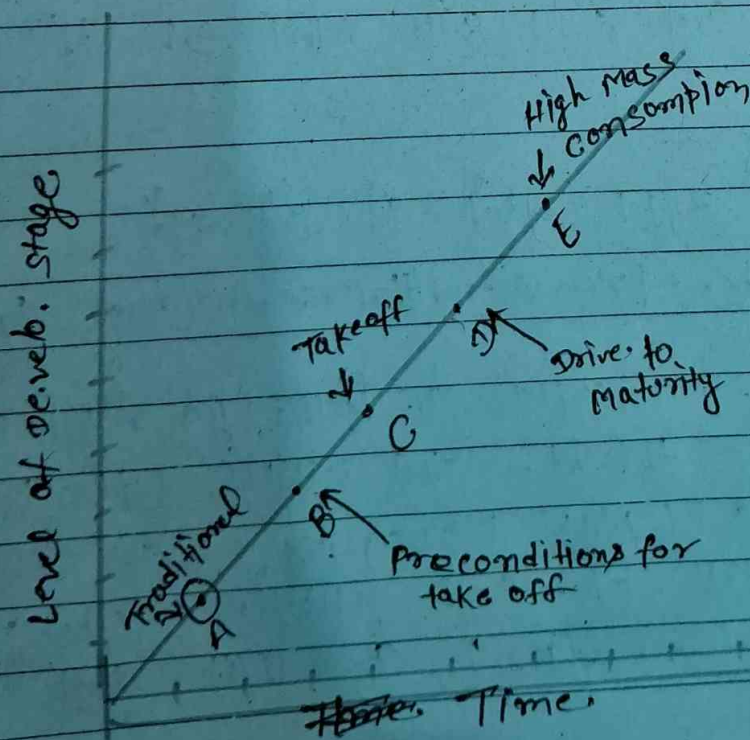 High Mass
Consumpion
E
Takeoff
D
Drive to
maturity
C
Level of Develo. stage
Traditional
B
Preconditions for
take off
A
Time.